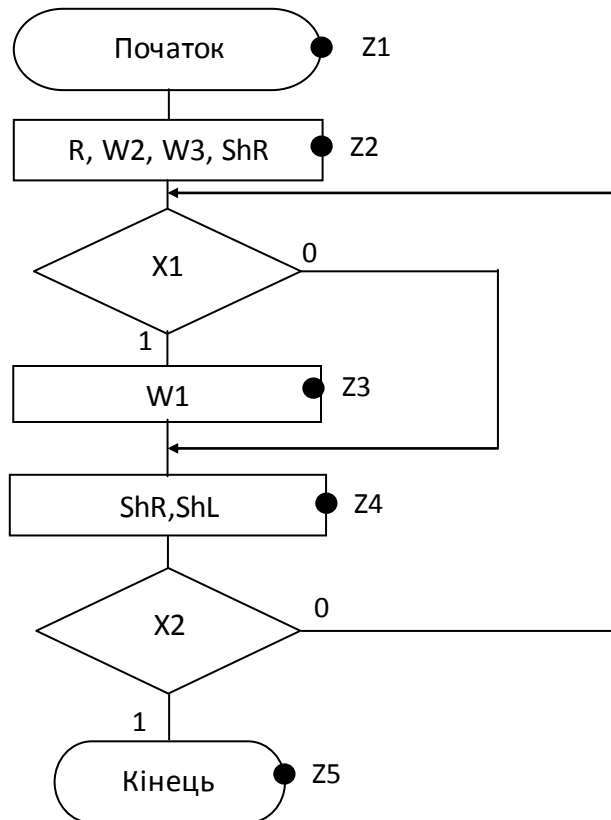 Початок Z1
R, W2, W3, ShR Z2
X1 0
1
W1 Z3
ShR,ShL Z4
X2 0
1
Кінець Z5